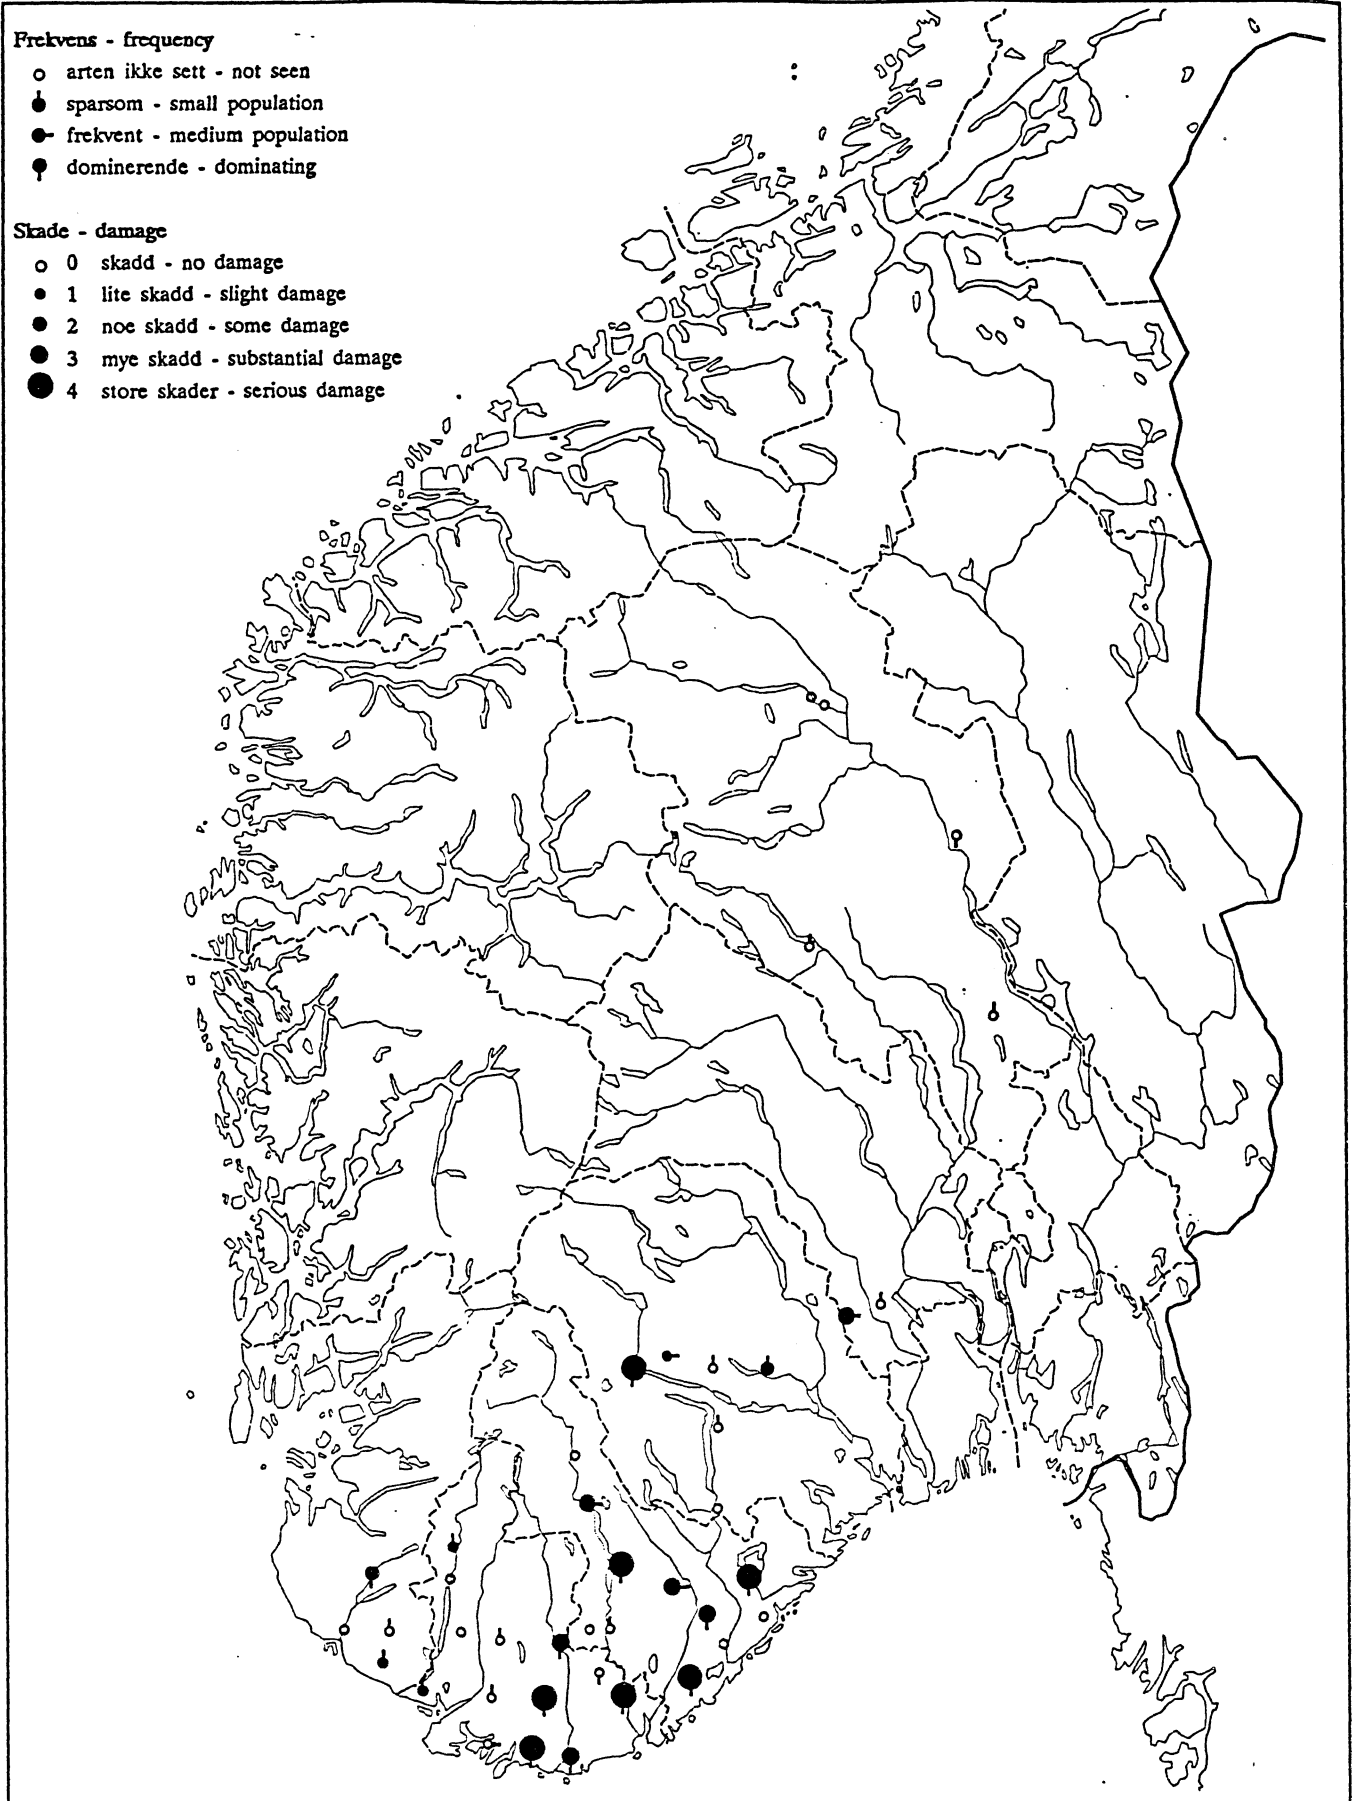 Frekvens - frequency
arten ikke sett - not seen
sparsom - small population
frekvent - medium population
dominerende - dominating
Skade - damage
0 skadd - no damage
1 lite skadd - slight damage
2 noe skadd - some damage
3 mye skadd - substantial damage
4 store skader - serious damage